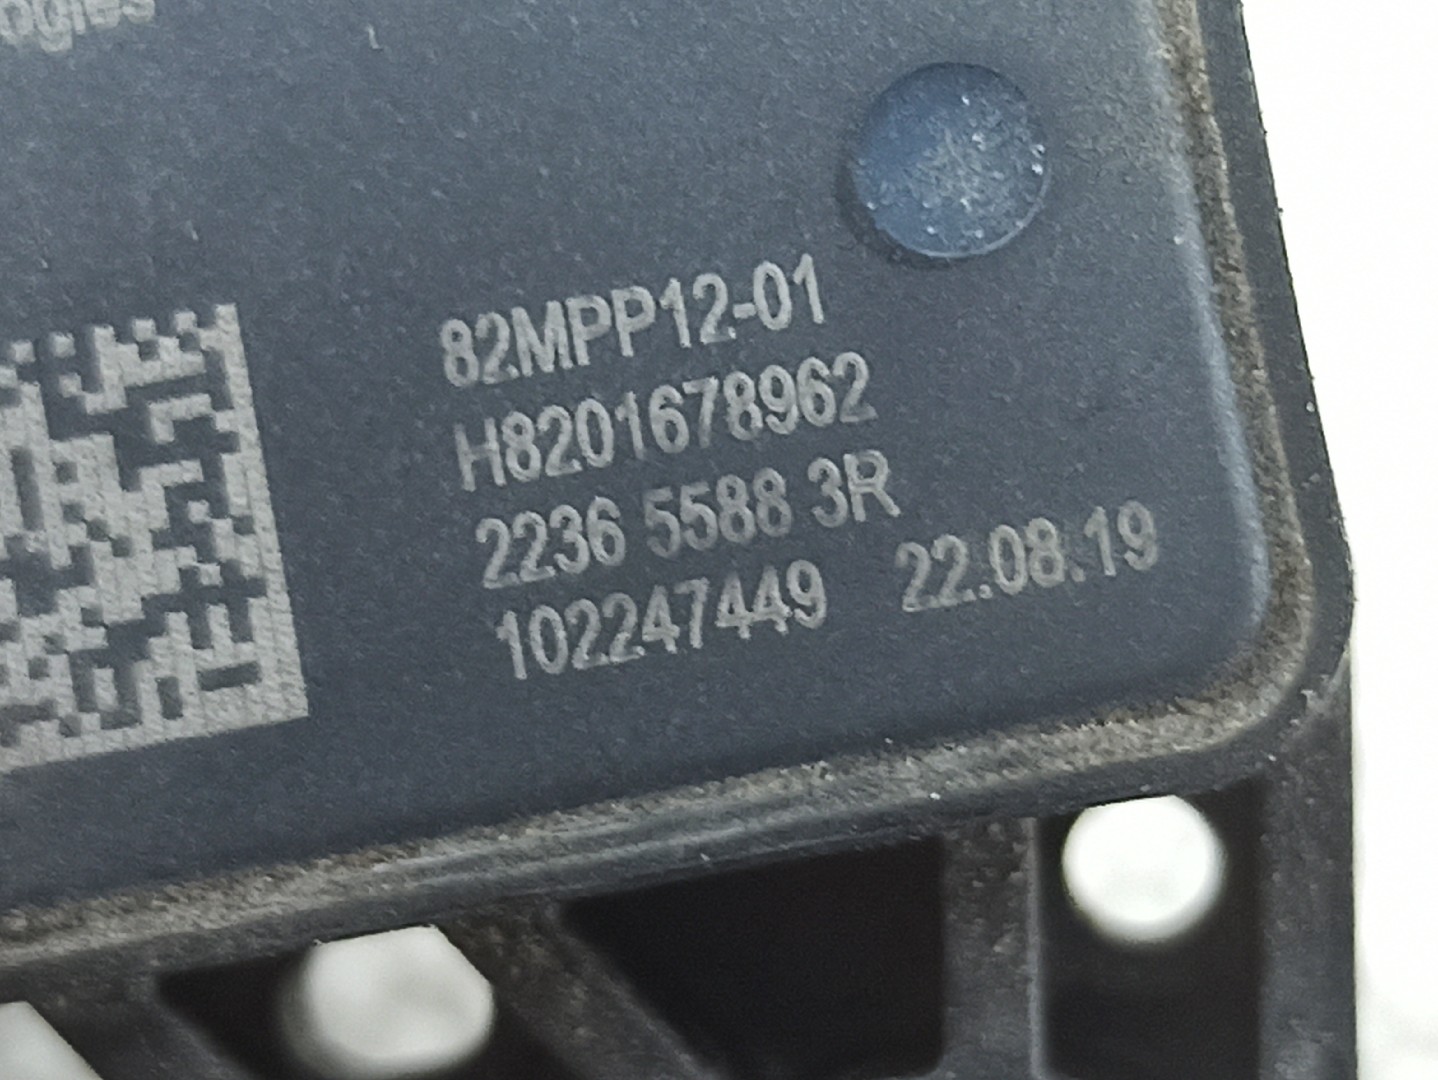 82MPP12-01
H8201678962
2236 5588 3R
102247449 22.08.19